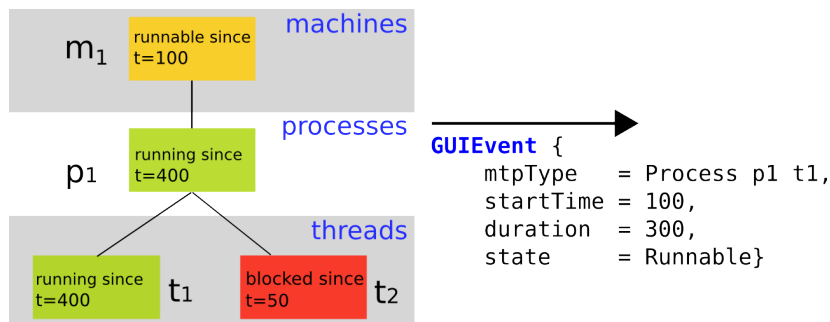 machines
m1
runnable since
t=100
processes
p1
running since
t=400
threads
running since
t=400
t1
blocked since
t=50
t2
GUIEvent {
mtpType = Process p1 t1,
startTime = 100,
duration = 300,
state = Runnable}